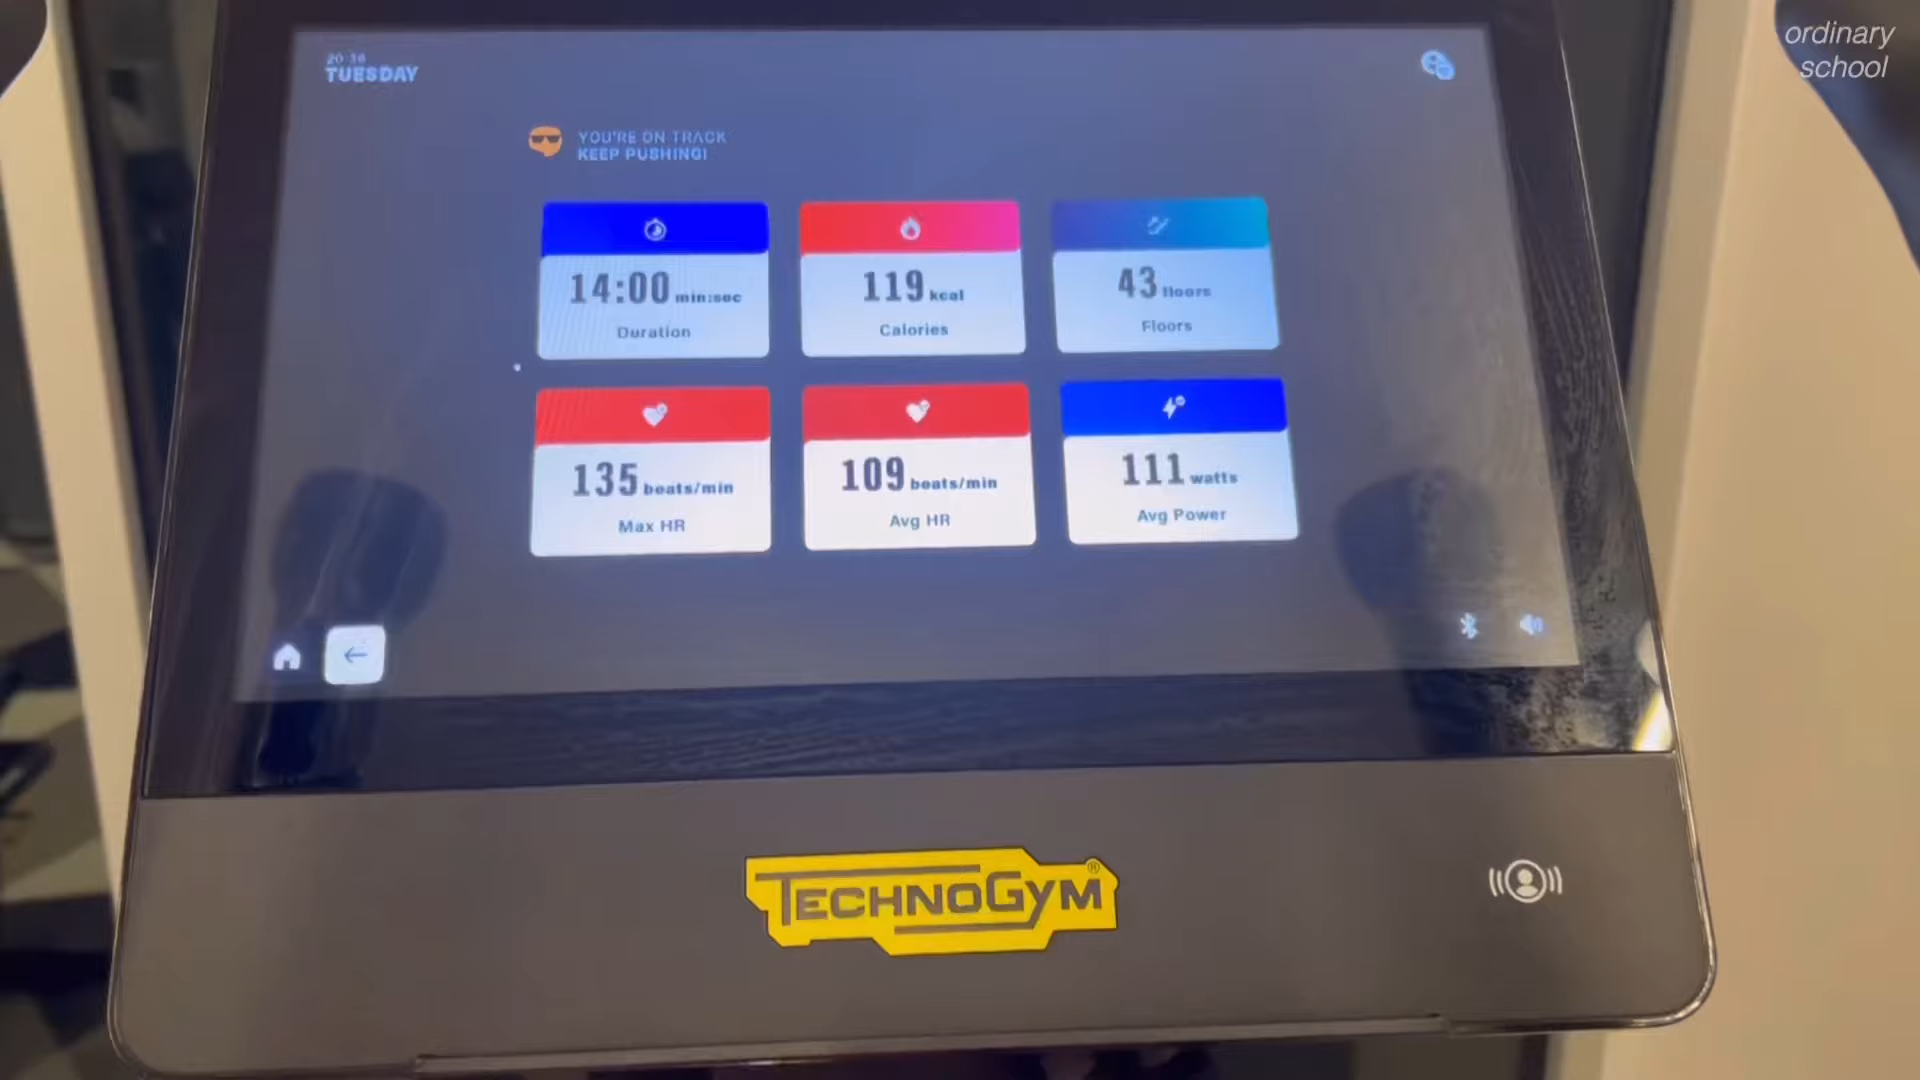 ordinary
school
20:36
TUESDAY
YOU'RE ON TRACK
KEEP PUSHING!
14:00 min:sec
Duration
119 kcal
Calories
43 floors
Floors
135 beats/min
Max HR
109 beats/min
Avg HR
111 watts
Avg Power
TECHNOGYM®